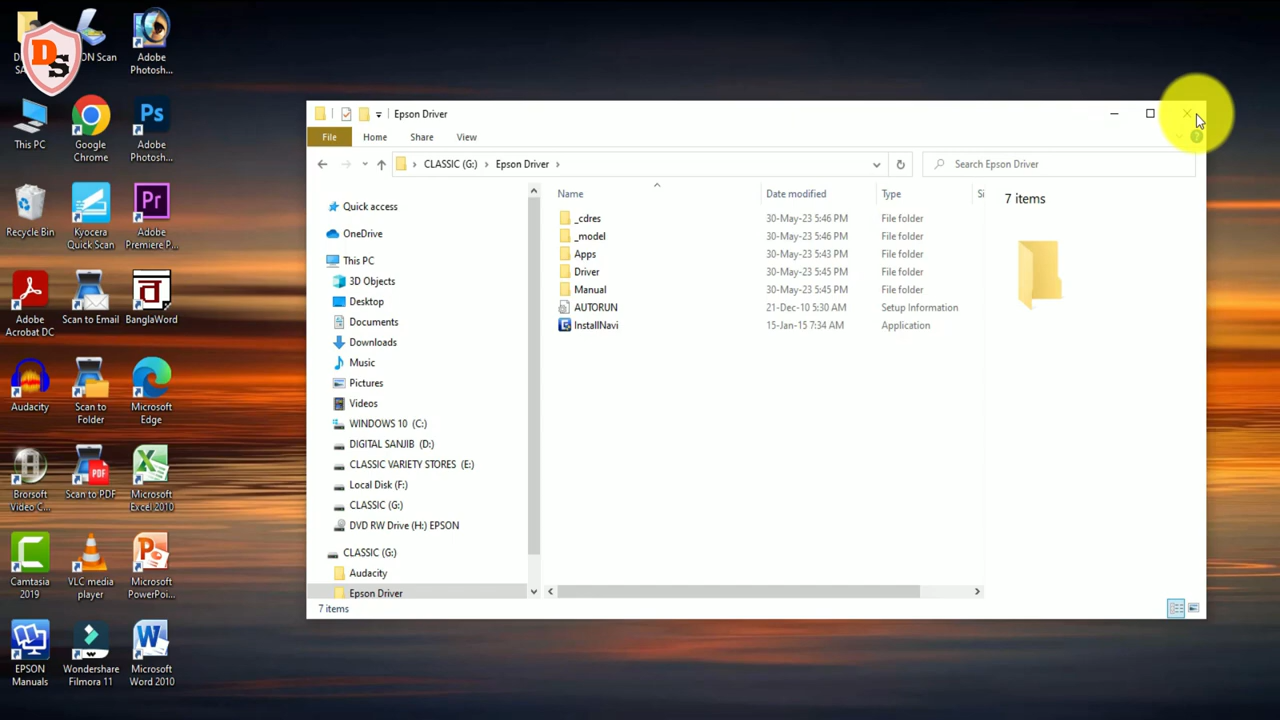 DS
ON Scan
Adobe
Photosh...
This PC
Google
Chrome
Adobe
Photosh...
Recycle Bin
Kyocera
Quick Scan
Adobe
Premiere P...
Adobe
Acrobat DC
Scan to Email
BanglaWord
Audacity
Scan to
Folder
Microsoft
Edge
Brorsoft
Video C...
Scan to PDF
Microsoft
Excel 2010
Camtasia
2019
VLC media
player
Microsoft
PowerPoi...
EPSON
Manuals
Wondershare
Filmora 11
Microsoft
Word 2010
Epson Driver
File Home Share View
CLASSIC (G:) Epson Driver
Search Epson Driver
Quick access
OneDrive
This PC
3D Objects
Desktop
Documents
Downloads
Music
Pictures
Videos
WINDOWS 10 (C:)
DIGITAL SANJIB (D:)
CLASSIC VARIETY STORES (E:)
Local Disk (F:)
CLASSIC (G:)
DVD RW Drive (H:) EPSON
CLASSIC (G:)
Audacity
Epson Driver
Name Date modified Type Si
_cdres 30-May-23 5:46 PM File folder
_model 30-May-23 5:46 PM File folder
Apps 30-May-23 5:43 PM File folder
Driver 30-May-23 5:45 PM File folder
Manual 30-May-23 5:45 PM File folder
AUTORUN 21-Dec-10 5:30 AM Setup Information
InstallNavi 15-Jan-15 7:34 AM Application
7 items
7 items